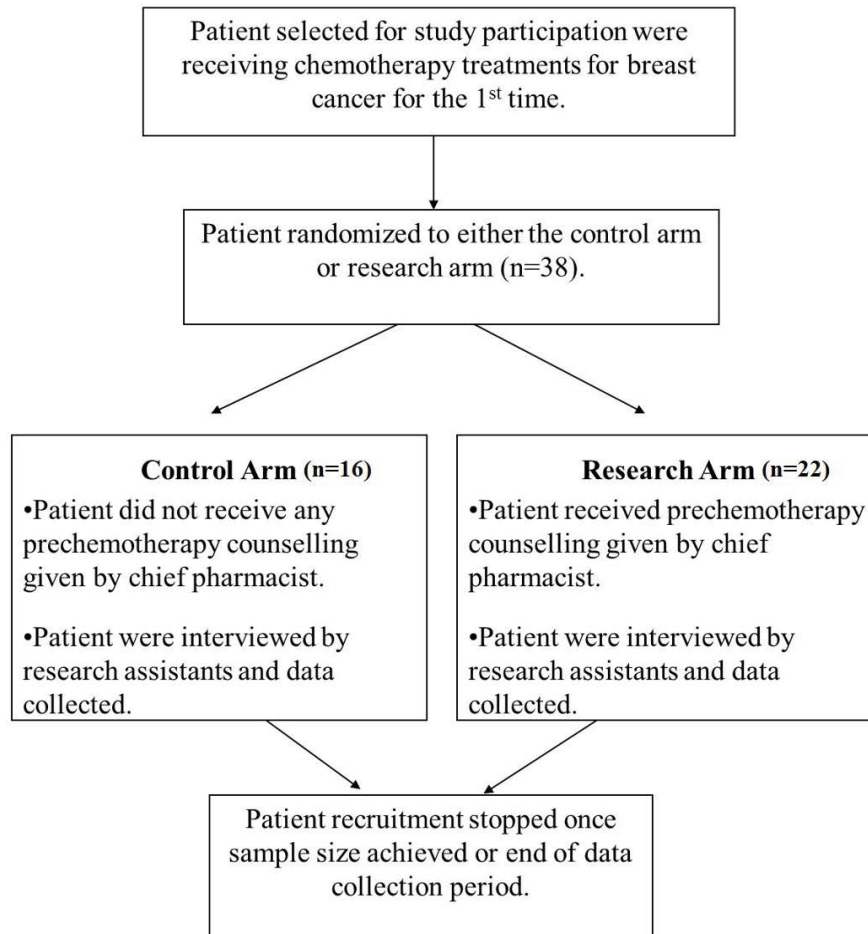 Patient selected for study participation were
receiving chemotherapy treatments for breast
cancer for the 1st time.
Patient randomized to either the control arm
or research arm (n=38).
Control Arm (n=16)
•Patient did not receive any
prechemotherapy counselling
given by chief pharmacist.
•Patient were interviewed by
research assistants and data
collected.
Research Arm (n=22)
•Patient received prechemotherapy
counselling given by chief
pharmacist.
•Patient were interviewed by
research assistants and data
collected.
Patient recruitment stopped once
sample size achieved or end of data
collection period.